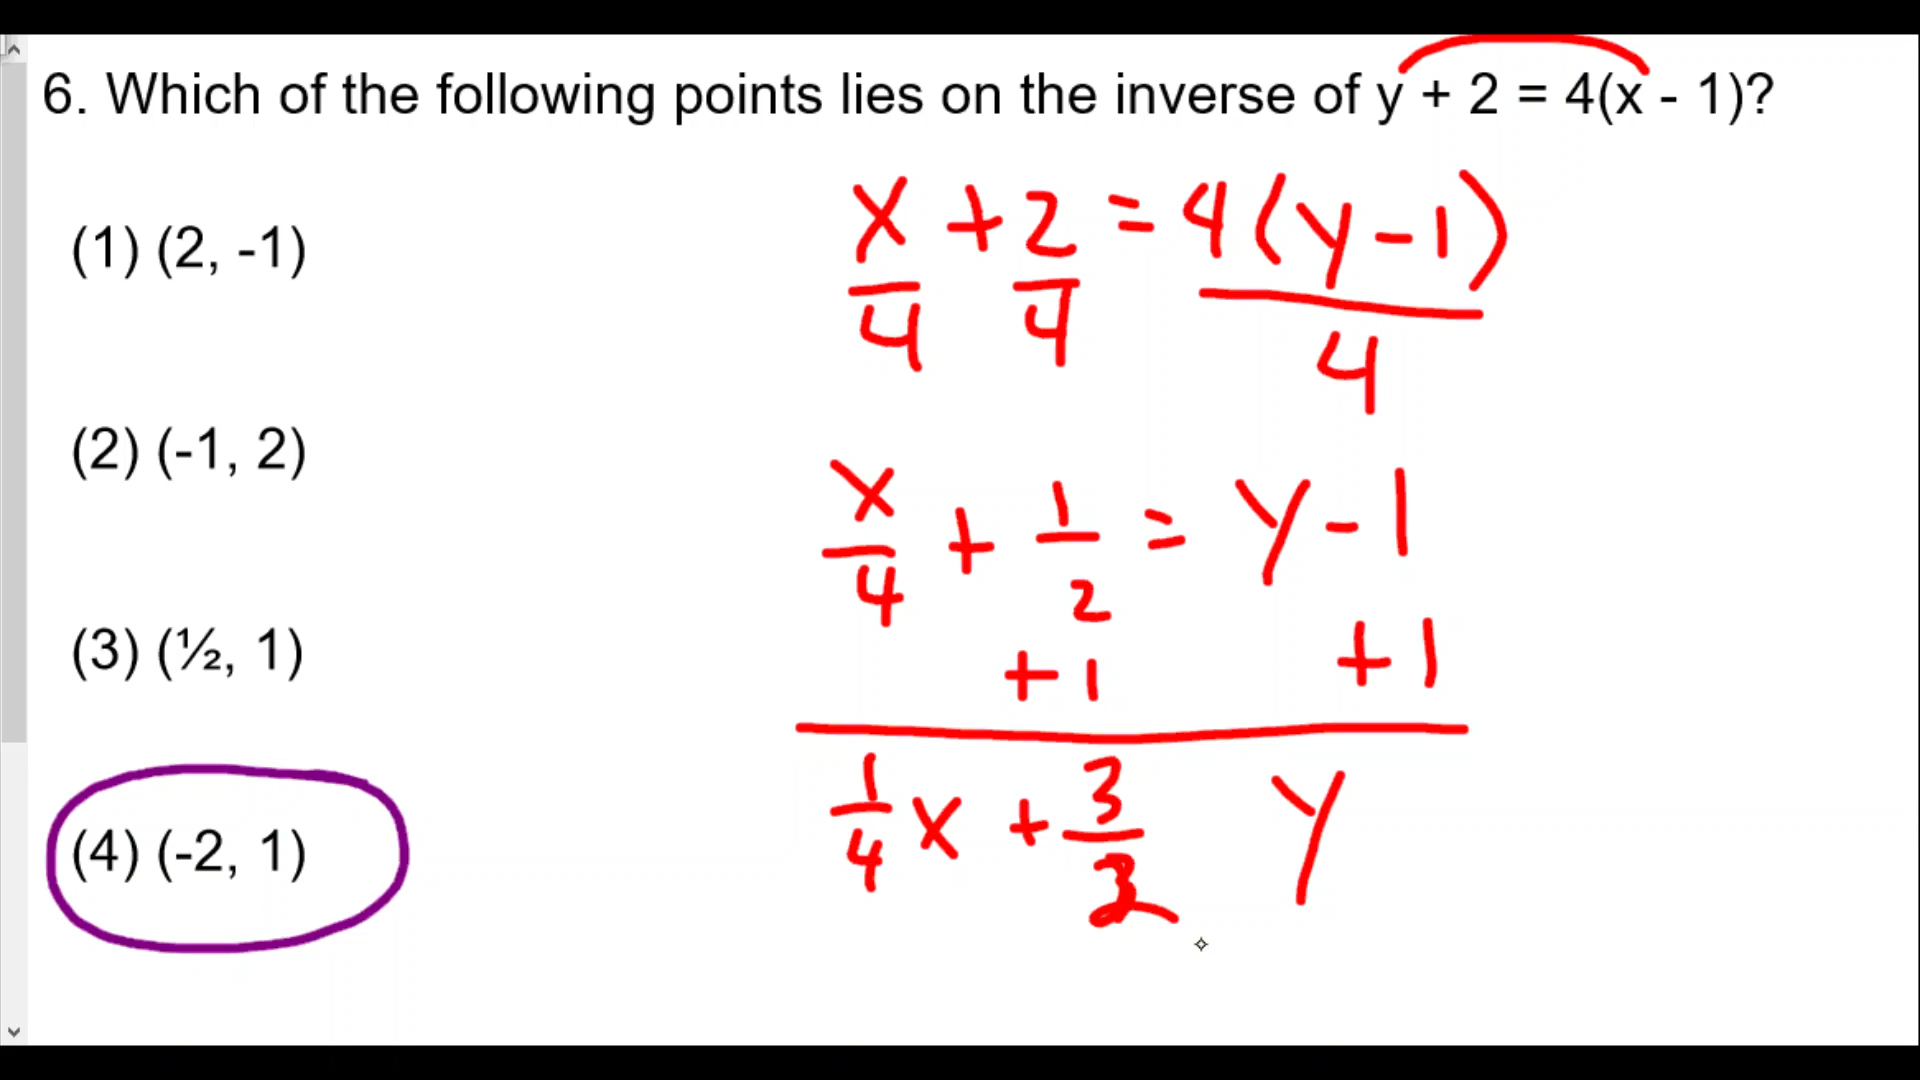 6. Which of the following points lies on the inverse of y + 2 = 4(x - 1)?
x + 2 = 4(y - 1)
4 4 4
(1) (2, -1)
(2) (-1, 2)
x/4 + 1/2 = y - 1
+ 1 + 1
(3) (½, 1)
1/4 x + 3/2 y
(4) (-2, 1)